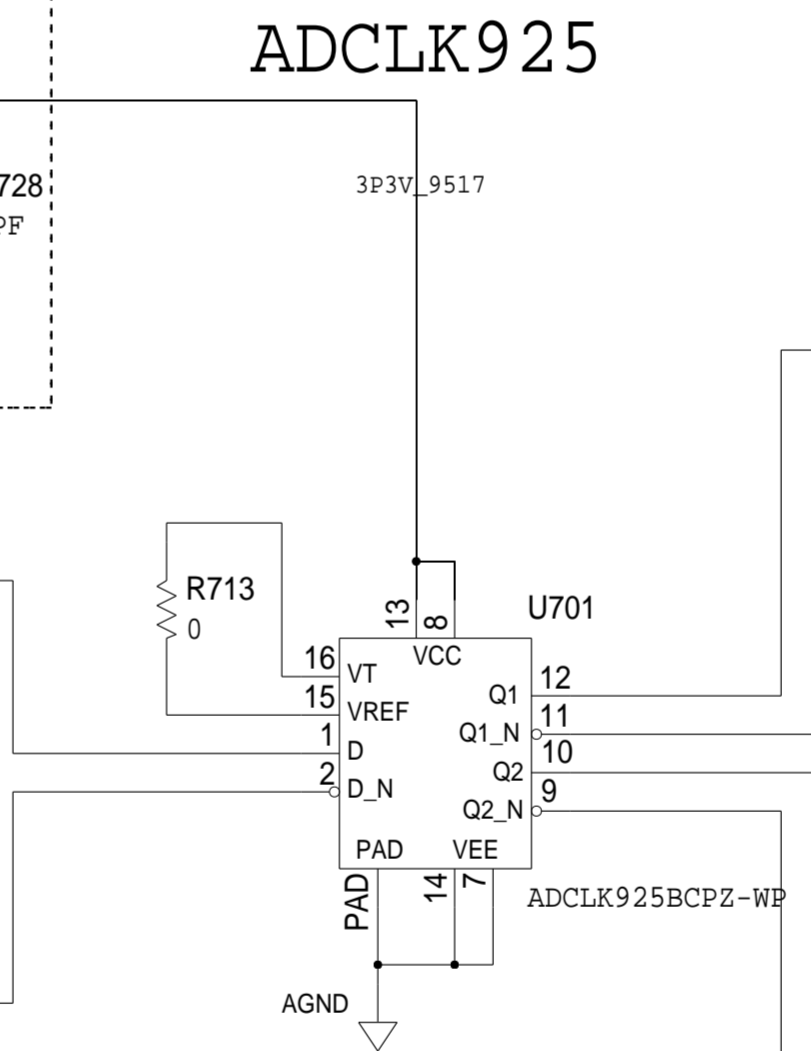 ADCLK925
728
PF
3P3V_9517
R713
0
U701
13
8
VCC
16
VT
15
VREF
1
D
2
D_N
Q1
12
Q1_N
11
Q2
10
Q2_N
9
PAD
VEE
PAD
14
7
ADCLK925BCPZ-WP
AGND